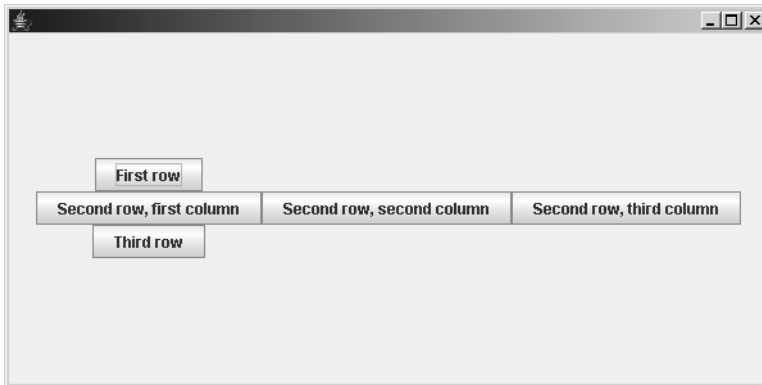 First row
Second row, first column Second row, second column Second row, third column
Third row